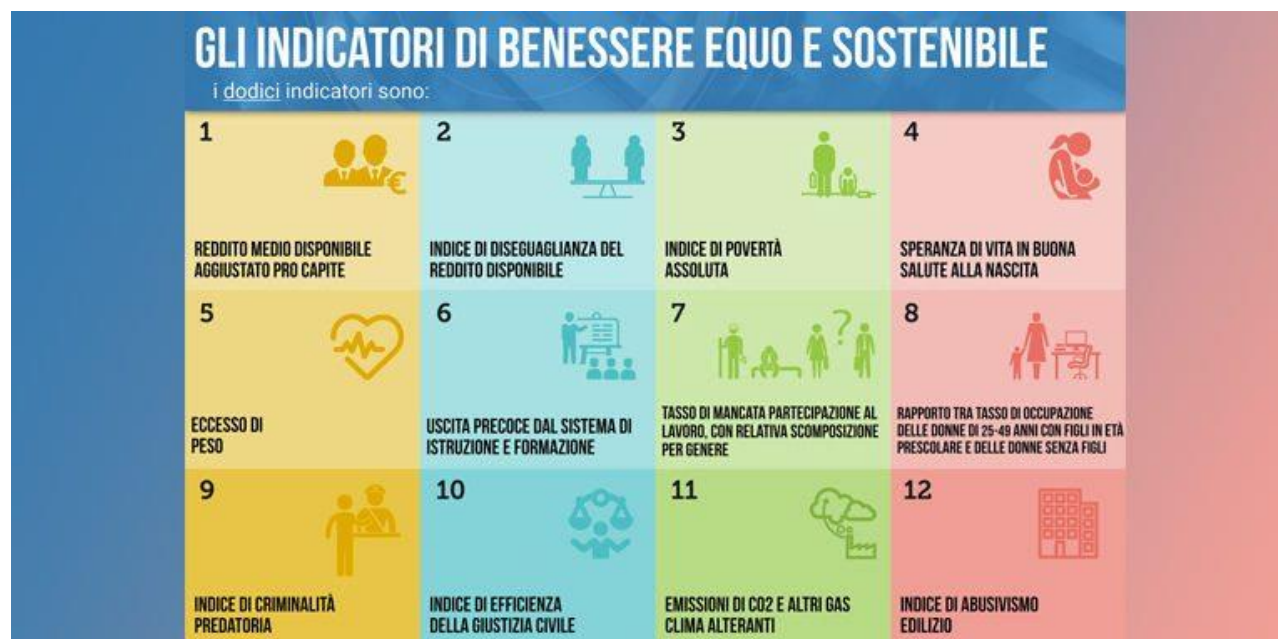 GLI INDICATORI DI BENESSERE EQUO E SOSTENIBILE
i dodici indicatori sono:
1
REDDITO MEDIO DISPONIBILE
AGGIUSTATO PRO CAPITE
2
INDICE DI DISEGUAGLIANZA DEL
REDDITO DISPONIBILE
3
INDICE DI POVERTÀ
ASSOLUTA
4
SPERANZA DI VITA IN BUONA
SALUTE ALLA NASCITA
5
ECCESSO DI
PESO
6
USCITA PRECOCE DAL SISTEMA DI
ISTRUZIONE E FORMAZIONE
7
TASSO DI MANCATA PARTECIPAZIONE AL
LAVORO, CON RELATIVA SCOMPOSIZIONE
PER GENERE
8
RAPPORTO TRA TASSO DI OCCUPAZIONE
DELLE DONNE DI 25-49 ANNI CON FIGLI IN ETÀ
PRESCOLARE E DELLE DONNE SENZA FIGLI
9
INDICE DI CRIMINALITÀ
PREDATORIA
10
INDICE DI EFFICIENZA
DELLA GIUSTIZIA CIVILE
11
EMISSIONI DI CO2 E ALTRI GAS
CLIMA ALTERANTI
12
INDICE DI ABUSIVISMO
EDILIZIO